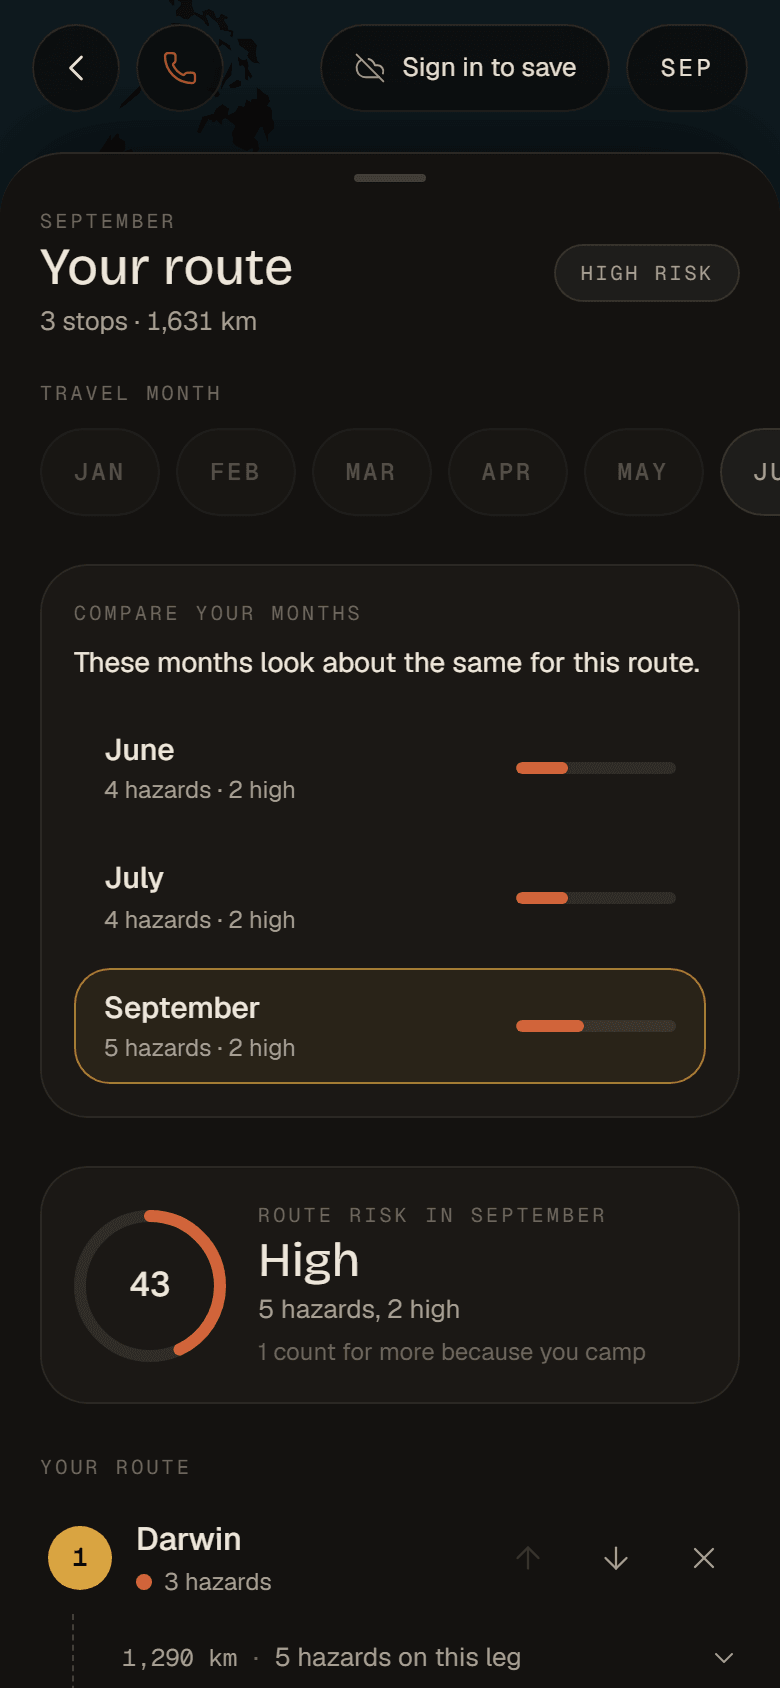 Sign in to save
SEP
SEPTEMBER
Your route
HIGH RISK
3 stops · 1,631 km
TRAVEL MONTH
JAN
FEB
MAR
APR
MAY
JU
COMPARE YOUR MONTHS
These months look about the same for this route.
June
4 hazards · 2 high
July
4 hazards · 2 high
September
5 hazards · 2 high
43
ROUTE RISK IN SEPTEMBER
High
5 hazards, 2 high
1 count for more because you camp
YOUR ROUTE
1
Darwin
3 hazards
1,290 km · 5 hazards on this leg